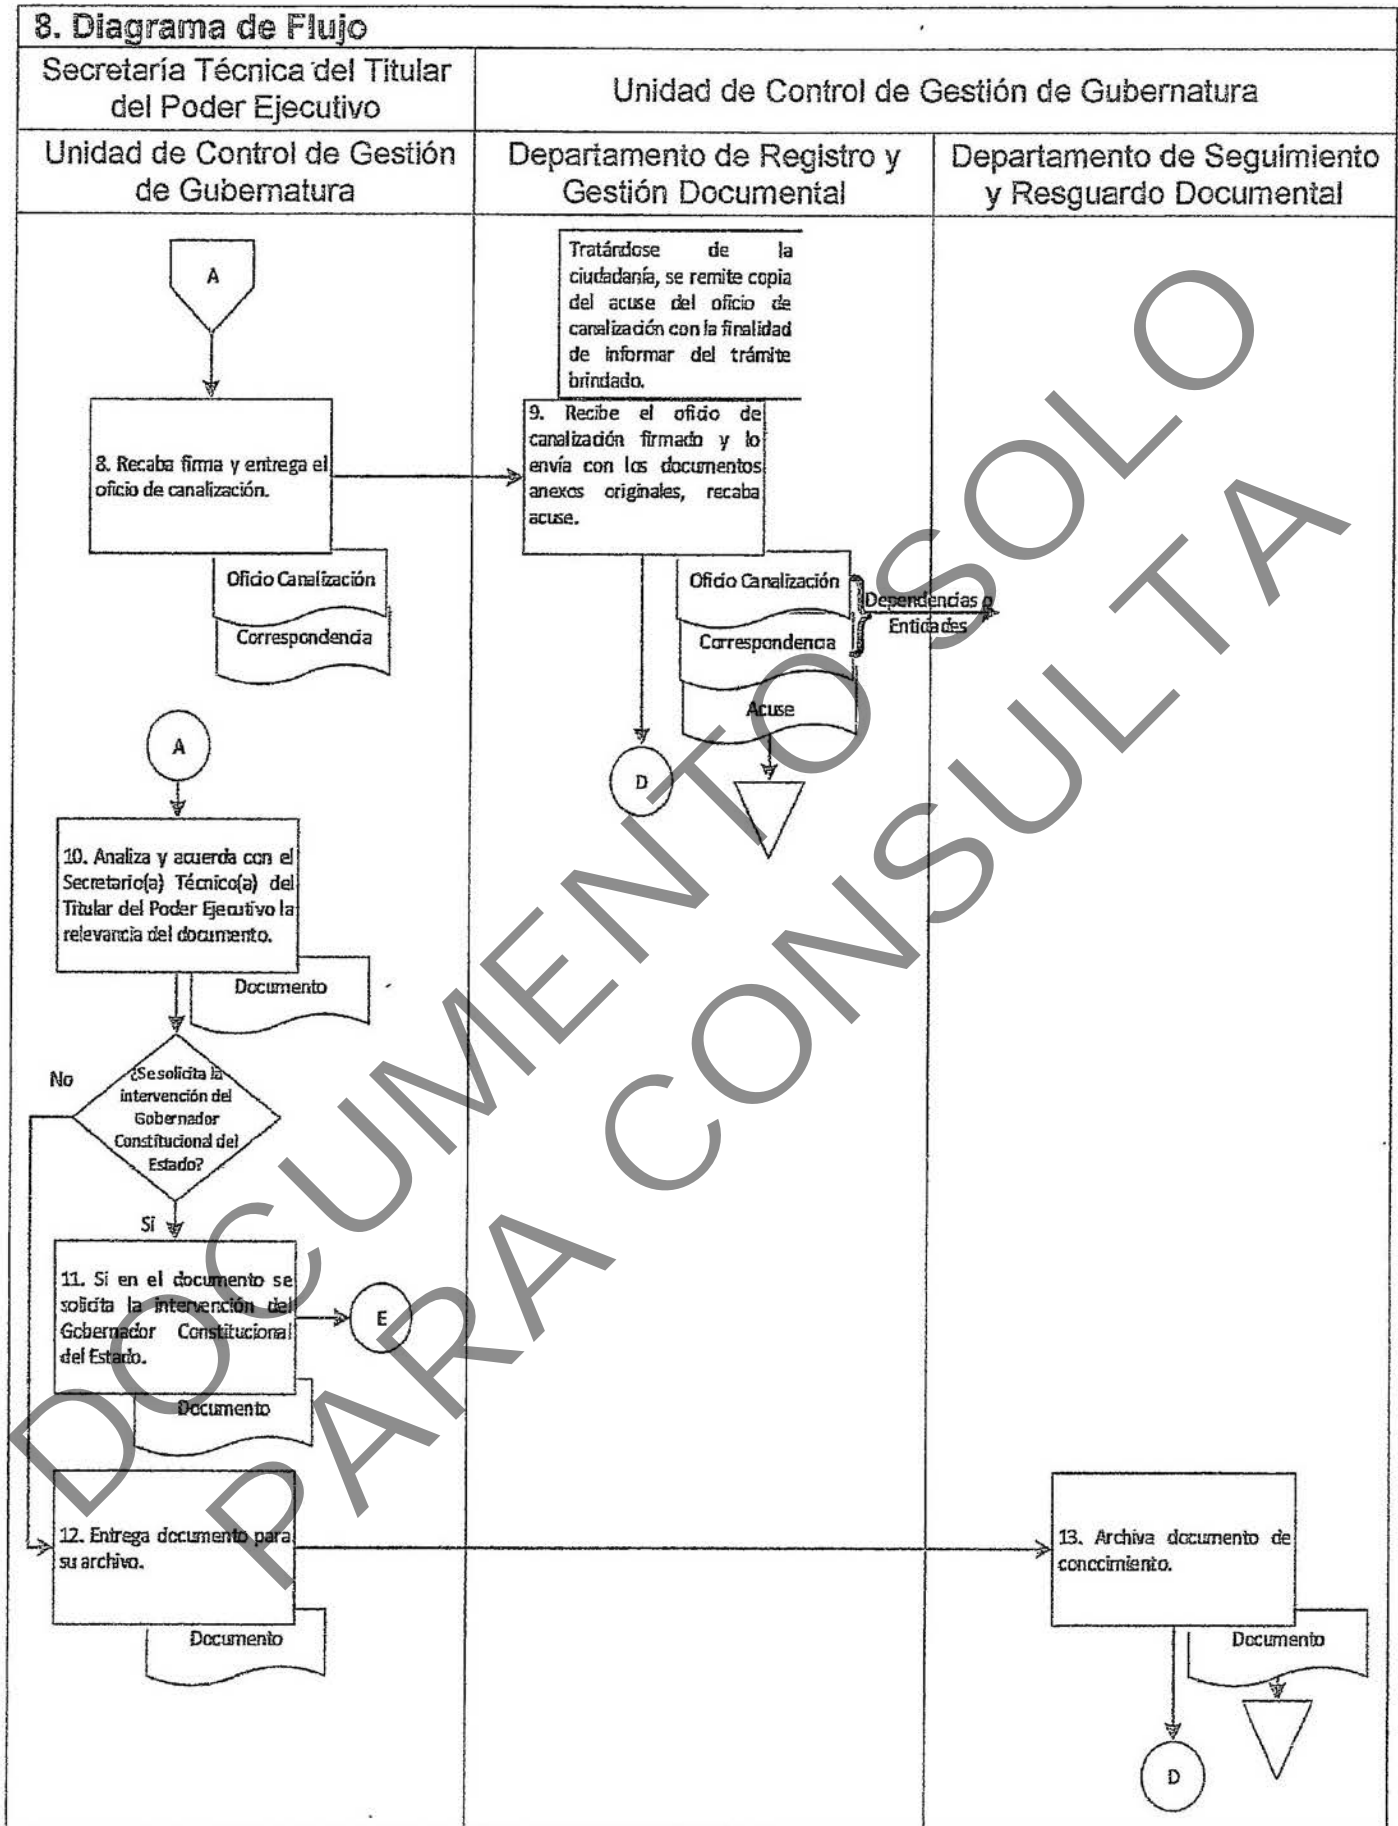 8. Diagrama de Flujo
Secretaría Técnica del Titular
del Poder Ejecutivo
Unidad de Control de Gestión de Gubernatura
Unidad de Control de Gestión
de Gubernatura
Departamento de Registro y
Gestión Documental
Departamento de Seguimiento
y Resguardo Documental
A
Tratándose de la
ciudadanía, se remite copia
del acuse del oficio de
canalización con la finalidad
de informar del trámite
brindado.
8. Recaba firma y entrega el
oficio de canalización.
Oficio Canalización
Correspondencia
9. Recibe el oficio de
canalización firmado y lo
envía con los documentos
anexos originales, recaba
acuse.
Oficio Canalización
Correspondencia
Acuse
Dependencias o
Entidades
D
A
10. Analiza y acuerda con el
Secretario(a) Técnico(a) del
Titular del Poder Ejecutivo la
relevancia del documento.
Documento
¿Se solicita la
intervención del
Gobernador
Constitucional del
Estado?
No
Si
11. Si en el documento se
solicita la intervención del
Gobernador Constitucional
del Estado.
Documento
E
12. Entrega documento para
su archivo.
Documento
13. Archiva documento de
conocimiento.
Documento
D
DOCUMENTO SOLO
PARA CONSULTA